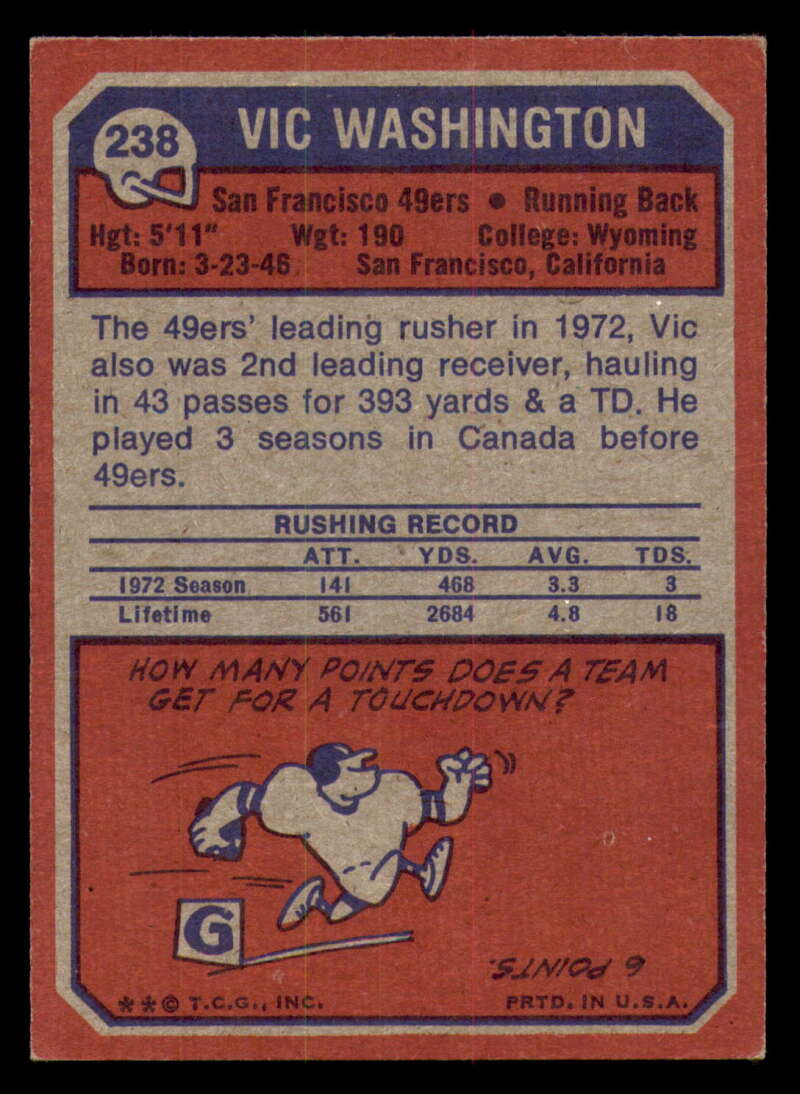 238
VIC WASHINGTON
San Francisco 49ers • Running Back
Hgt: 5'11" Wgt: 190 College: Wyoming
Born: 3-23-46 San Francisco, California
The 49ers' leading rusher in 1972, Vic
also was 2nd leading receiver, hauling
in 43 passes for 393 yards & a TD. He
played 3 seasons in Canada before
49ers.
RUSHING RECORD
ATT. YDS. AVG. TDS.
1972 Season 141 468 3.3 3
Lifetime 561 2684 4.8 18
HOW MANY POINTS DOES A TEAM
GET FOR A TOUCHDOWN?
G
6 POINTS.
**© T.C.G., INC. PRTD. IN U.S.A.